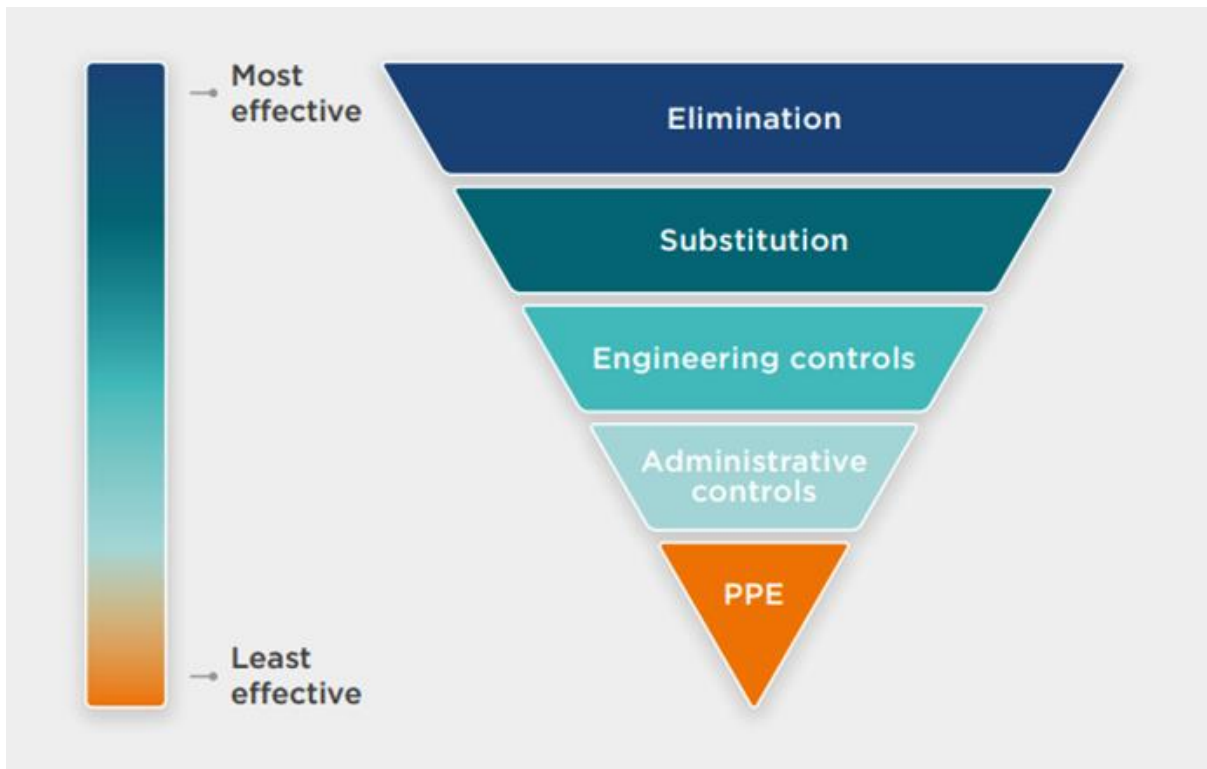 Most
effective
Elimination
Substitution
Engineering controls
Administrative
controls
PPE
Least
effective